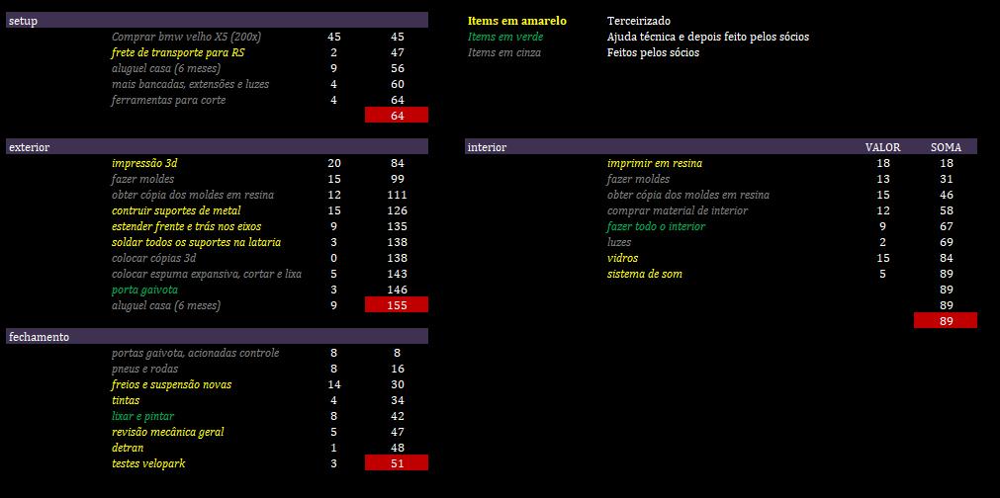 setup
Comprar bmw velho X5 (200x) 45 45
frete de transporte para RS 2 47
aluguel casa (6 meses) 9 56
mais bancadas, extensões e luzes 4 60
ferramentas para corte 4 64
64
Items em amarelo Terceirizado
Items em verde Ajuda técnica e depois feito pelos sócios
Items em cinza Feitos pelos sócios
exterior
impressão 3d 20 84
fazer moldes 15 99
obter cópia dos moldes em resina 12 111
contruir suportes de metal 15 126
estender frente e trás nos eixos 9 135
soldar todos os suportes na lataria 3 138
colocar cópias 3d 0 138
colocar espuma expansiva, cortar e lixa 5 143
porta gaivota 3 146
aluguel casa (6 meses) 9 155
interior VALOR SOMA
imprimir em resina 18 18
fazer moldes 13 31
obter cópia dos moldes em resina 15 46
comprar material de interior 12 58
fazer todo o interior 9 67
luzes 2 69
vidros 15 84
sistema de som 5 89
89
89
89
fechamento
portas gaivota, acionadas controle 8 8
pneus e rodas 8 16
freios e suspensão novas 14 30
tintas 4 34
lixar e pintar 8 42
revisão mecânica geral 5 47
detran 1 48
testes velopark 3 51